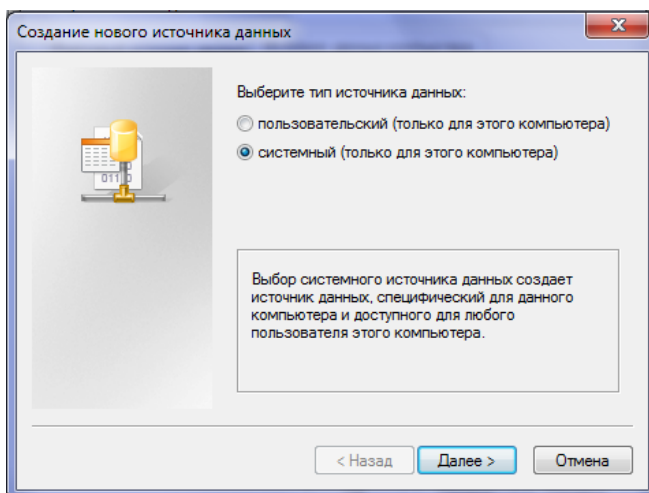 Создание нового источника данных
Выберите тип источника данных:
пользовательский (только для этого компьютера)
системный (только для этого компьютера)
01110
Выбор системного источника данных создает
источник данных, специфический для данного
компьютера и доступного для любого
пользователя этого компьютера.
< Назад
Далее >
Отмена